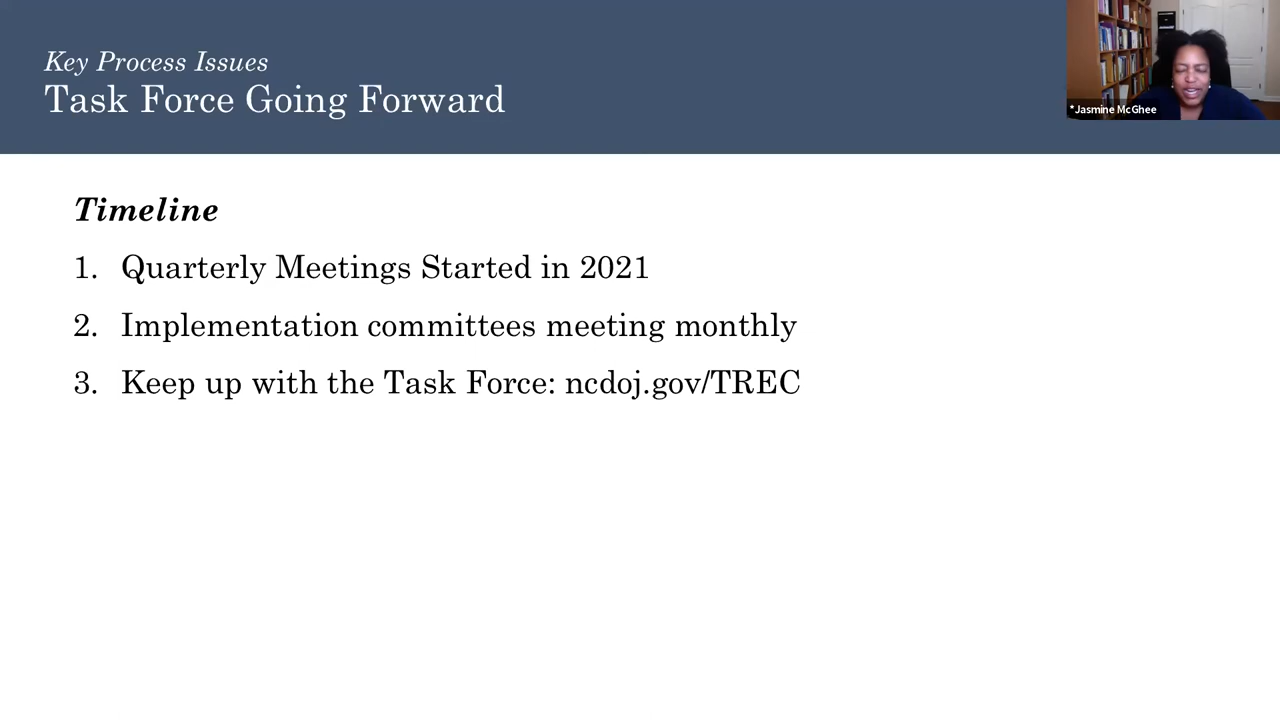 Key Process Issues
Task Force Going Forward
*Jasmine McGhee
Timeline
1. Quarterly Meetings Started in 2021
2. Implementation committees meeting monthly
3. Keep up with the Task Force: ncdoj.gov/TREC